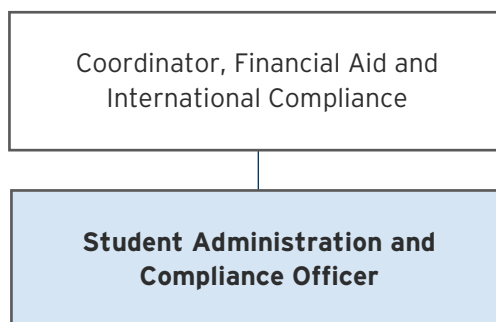 Coordinator, Financial Aid and
International Compliance
Student Administration and
Compliance Officer